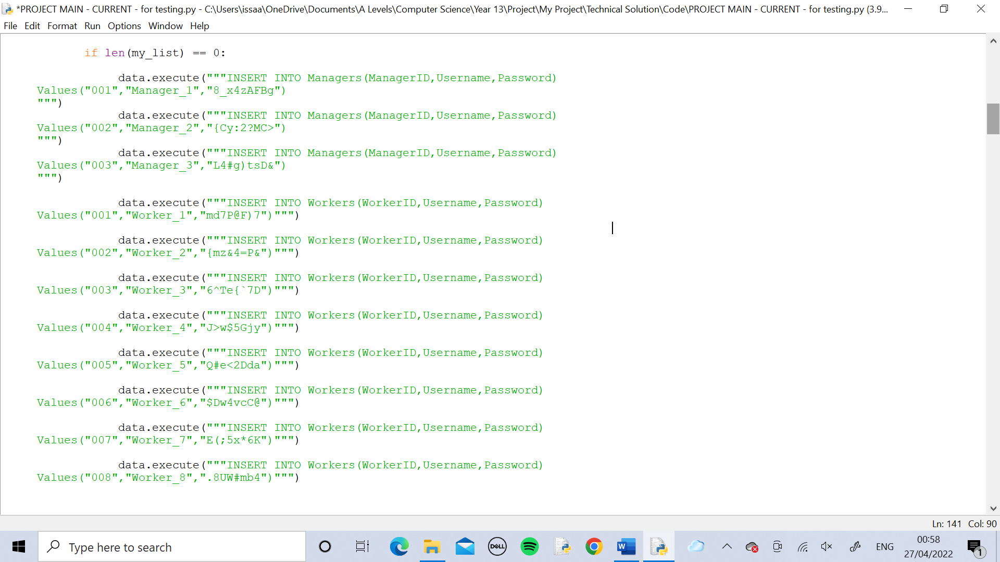 *PROJECT MAIN - CURRENT - for testing.py - C:\Users\issaa\OneDrive\Documents\A Levels\Computer Science\Year 13\Project\My Project\Technical Solution\Code\PROJECT MAIN - CURRENT - for testing.py (3.9...
File Edit Format Run Options Window Help
if len(my_list) == 0:
data.execute("""INSERT INTO Managers(ManagerID,Username,Password)
Values("001","Manager_1","8_x4zAFBg")
""")
data.execute("""INSERT INTO Managers(ManagerID,Username,Password)
Values("002","Manager_2","{Cy:2?MC>")
""")
data.execute("""INSERT INTO Managers(ManagerID,Username,Password)
Values("003","Manager_3","L4#g)tsD&")
""")
data.execute("""INSERT INTO Workers(WorkerID,Username,Password)
Values("001","Worker_1","md7P@F)7")""")
data.execute("""INSERT INTO Workers(WorkerID,Username,Password)
Values("002","Worker_2","{mz&4=P&")""")
data.execute("""INSERT INTO Workers(WorkerID,Username,Password)
Values("003","Worker_3","6^Te{`7D")""")
data.execute("""INSERT INTO Workers(WorkerID,Username,Password)
Values("004","Worker_4","J>w$5Gjy")""")
data.execute("""INSERT INTO Workers(WorkerID,Username,Password)
Values("005","Worker_5","Q#e<2Dda")""")
data.execute("""INSERT INTO Workers(WorkerID,Username,Password)
Values("006","Worker_6","$Dw4vcC@")""")
data.execute("""INSERT INTO Workers(WorkerID,Username,Password)
Values("007","Worker_7","E(;5x*6K")""")
data.execute("""INSERT INTO Workers(WorkerID,Username,Password)
Values("008","Worker_8",".8UW#mb4")""")
Ln: 141 Col: 90
Type here to search
DELL
W
ENG
00:58
27/04/2022
1